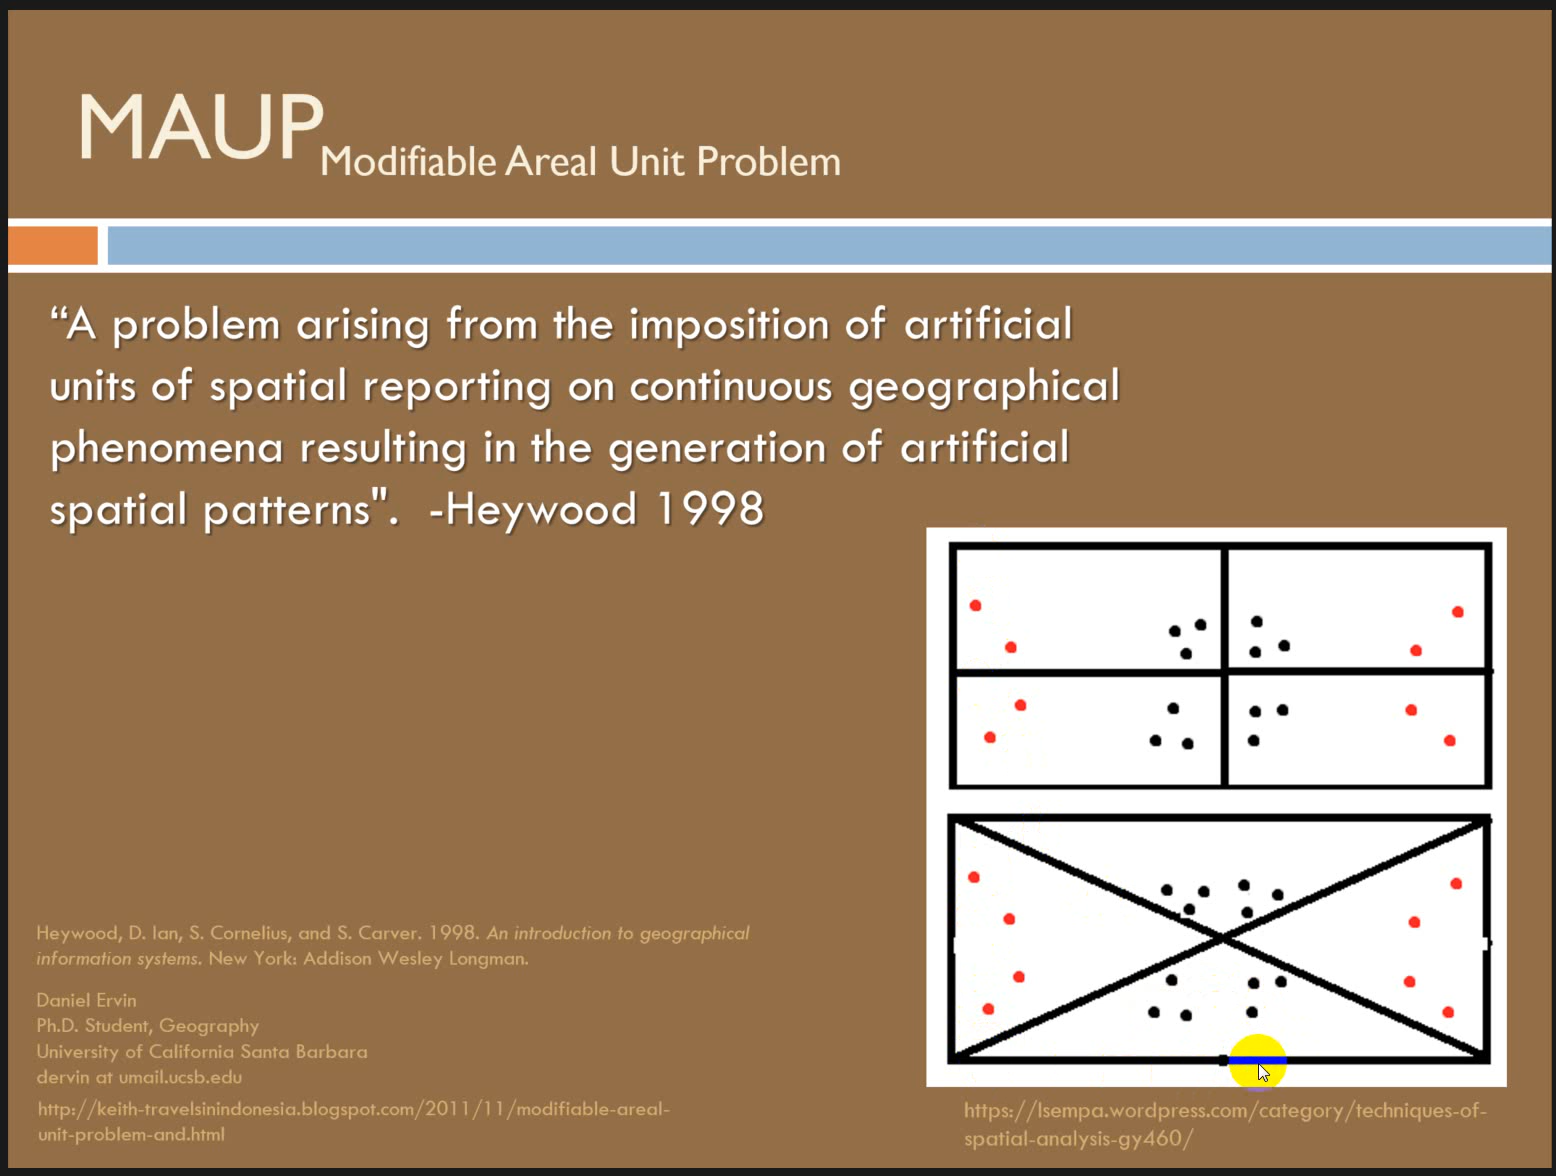 MAUP Modifiable Areal Unit Problem
“A problem arising from the imposition of artificial
units of spatial reporting on continuous geographical
phenomena resulting in the generation of artificial
spatial patterns". -Heywood 1998
Heywood, D. Ian, S. Cornelius, and S. Carver. 1998. An introduction to geographical
information systems. New York: Addison Wesley Longman.
Daniel Ervin
Ph.D. Student, Geography
University of California Santa Barbara
dervin at umail.ucsb.edu
http://keith-travelsinindonesia.blogspot.com/2011/11/modifiable-areal-
unit-problem-and.html
https://lsempa.wordpress.com/category/techniques-of-
spatial-analysis-gy460/